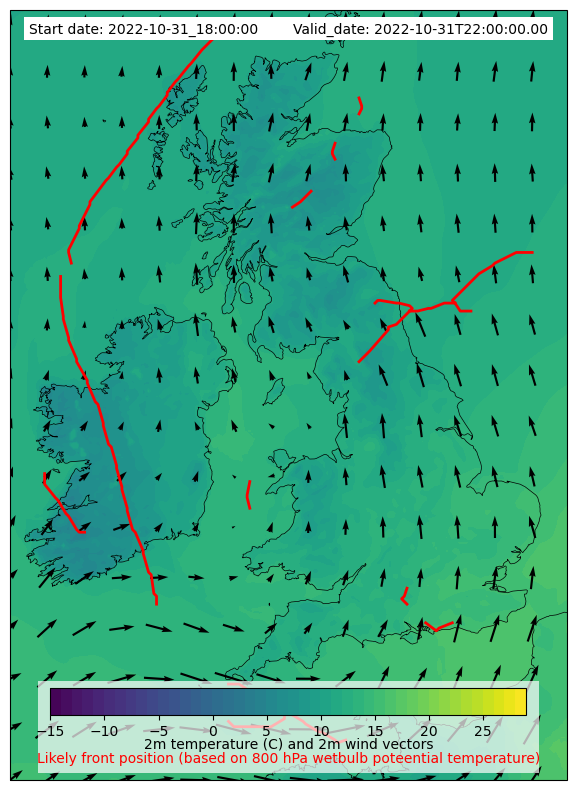 Start date: 2022-10-31_18:00:00 Valid_date: 2022-10-31T22:00:00.00
−15 −10 −5 0 5 10 15 20 25
2m temperature (C) and 2m wind vectors
Likely front position (based on 800 hPa wetbulb poteential temperature)